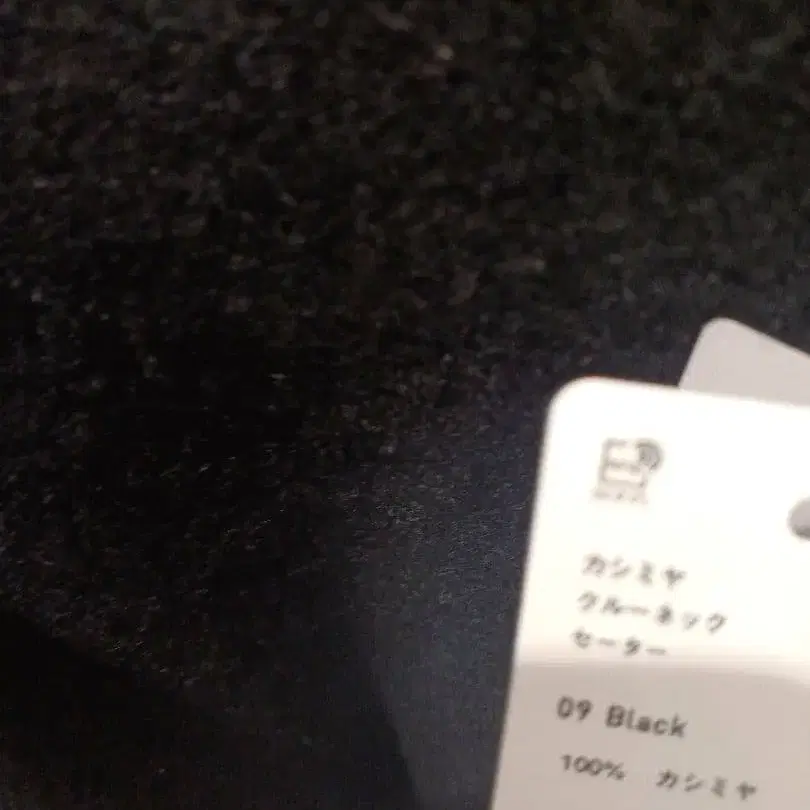 カシミヤ
クルーネック
セーター
09 Black
100% カシミヤ